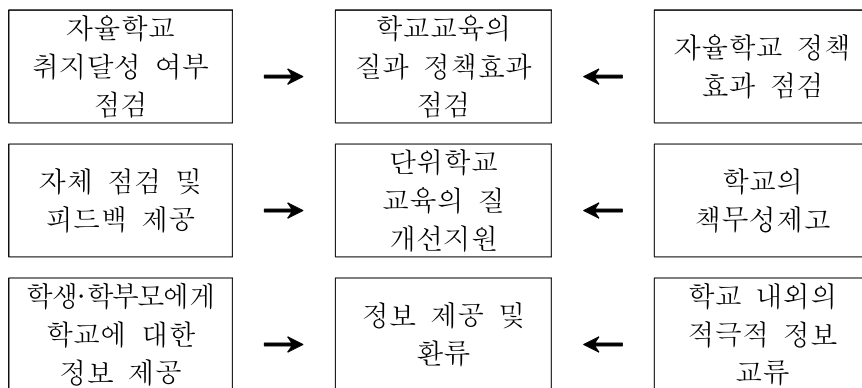 자율학교
취지달성 여부
점검
학교교육의
질과 정책효과
점검
자율학교 정책
효과 점검
자체 점검 및
피드백 제공
단위학교
교육의 질
개선지원
학교의
책무성제고
학생·학부모에게
학교에 대한
정보 제공
정보 제공 및
환류
학교 내외의
적극적 정보
교류